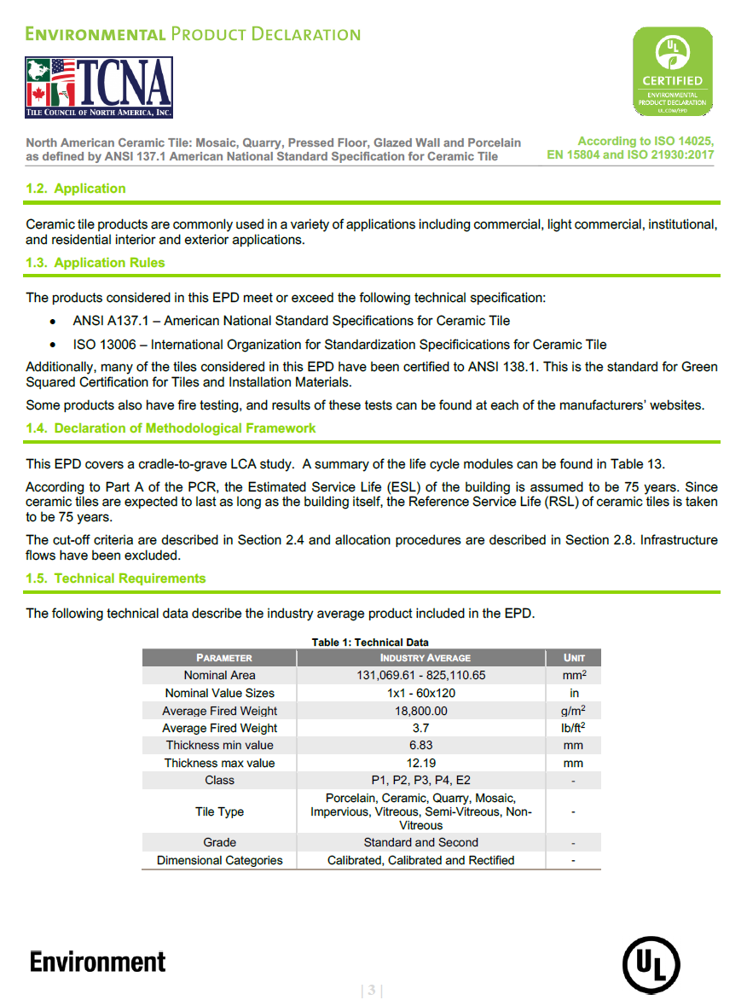 ENVIRONMENTAL PRODUCT DECLARATION
TCNA
TILE COUNCIL OF NORTH AMERICA, INC.
UL
CERTIFIED
ENVIRONMENTAL
PRODUCT DECLARATION
UL.COM/EPD
North American Ceramic Tile: Mosaic, Quarry, Pressed Floor, Glazed Wall and Porcelain
as defined by ANSI 137.1 American National Standard Specification for Ceramic Tile
According to ISO 14025,
EN 15804 and ISO 21930:2017
1.2. Application
Ceramic tile products are commonly used in a variety of applications including commercial, light commercial, institutional,
and residential interior and exterior applications.
1.3. Application Rules
The products considered in this EPD meet or exceed the following technical specification:
• ANSI A137.1 – American National Standard Specifications for Ceramic Tile
• ISO 13006 – International Organization for Standardization Specificications for Ceramic Tile
Additionally, many of the tiles considered in this EPD have been certified to ANSI 138.1. This is the standard for Green
Squared Certification for Tiles and Installation Materials.
Some products also have fire testing, and results of these tests can be found at each of the manufacturers’ websites.
1.4. Declaration of Methodological Framework
This EPD covers a cradle-to-grave LCA study. A summary of the life cycle modules can be found in Table 13.
According to Part A of the PCR, the Estimated Service Life (ESL) of the building is assumed to be 75 years. Since
ceramic tiles are expected to last as long as the building itself, the Reference Service Life (RSL) of ceramic tiles is taken
to be 75 years.
The cut-off criteria are described in Section 2.4 and allocation procedures are described in Section 2.8. Infrastructure
flows have been excluded.
1.5. Technical Requirements
The following technical data describe the industry average product included in the EPD.
Table 1: Technical Data
PARAMETER INDUSTRY AVERAGE UNIT
Nominal Area 131,069.61 - 825,110.65 mm²
Nominal Value Sizes 1x1 - 60x120 in
Average Fired Weight 18,800.00 g/m²
Average Fired Weight 3.7 lb/ft²
Thickness min value 6.83 mm
Thickness max value 12.19 mm
Class P1, P2, P3, P4, E2 -
Tile Type Porcelain, Ceramic, Quarry, Mosaic,
Impervious, Vitreous, Semi-Vitreous, Non-
Vitreous -
Grade Standard and Second -
Dimensional Categories Calibrated, Calibrated and Rectified -
Environment
UL
| 3 |